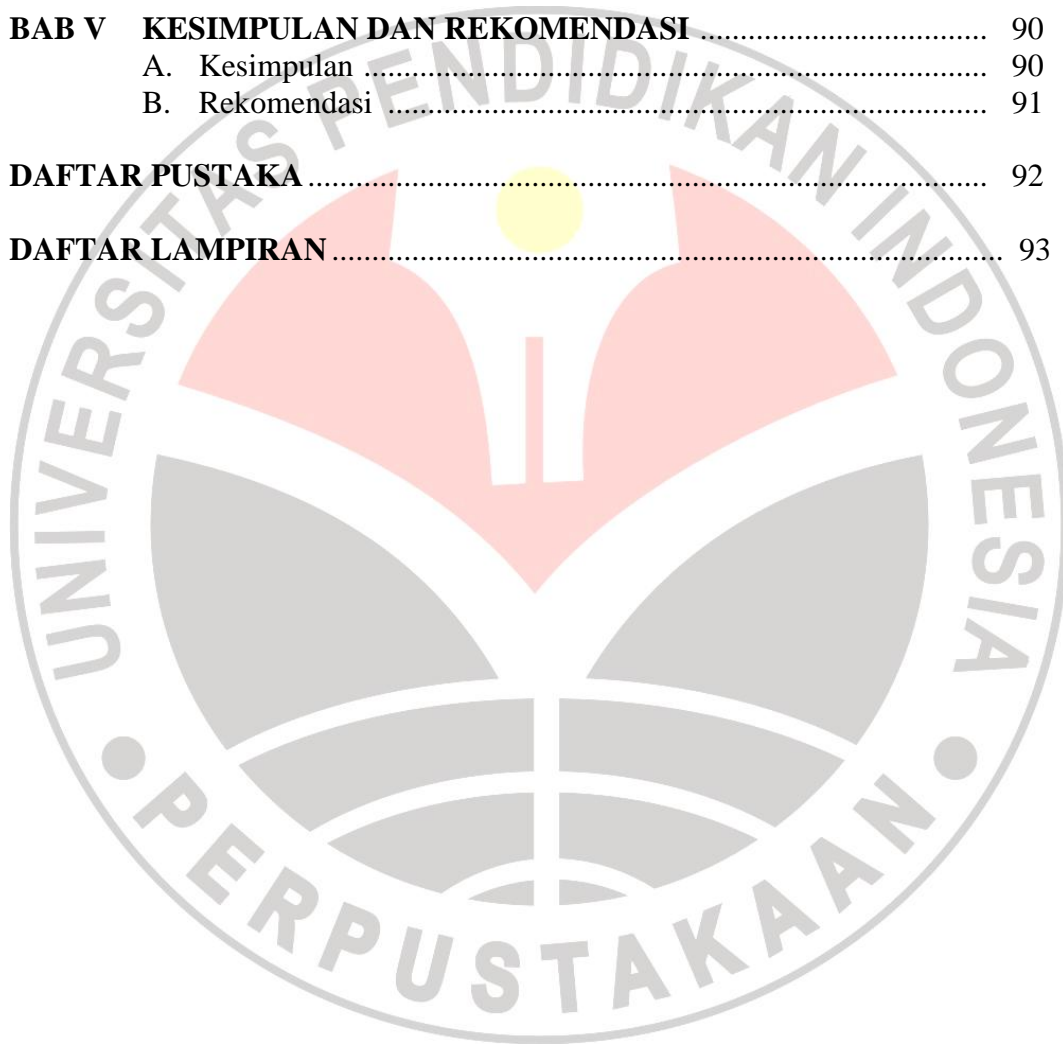 BAB V KESIMPULAN DAN REKOMENDASI .................................. 90
A. Kesimpulan .......................................................................... 90
B. Rekomendasi ....................................................................... 91
DAFTAR PUSTAKA ................................................................................. 92
DAFTAR LAMPIRAN ................................................................................ 93
UNIVERSITAS PENDIDIKAN INDONESIA
PERPUSTAKAAN